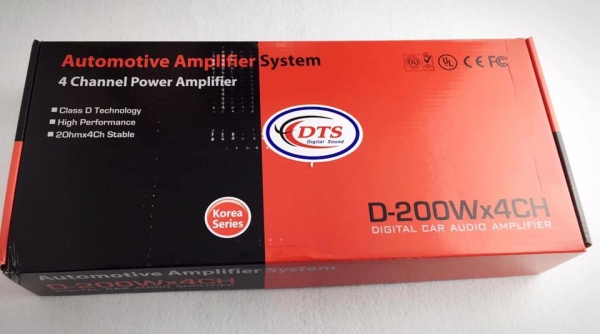 Automotive Amplifier System
4 Channel Power Amplifier
Class D Technology
High Performance
2Ohmx4Ch Stable
DTS
Digital Sound
UL CE FC
Korea
Series
D-200Wx4CH
DIGITAL CAR AUDIO AMPLIFIER
Automotive Amplifier System
D-200Wx4CH